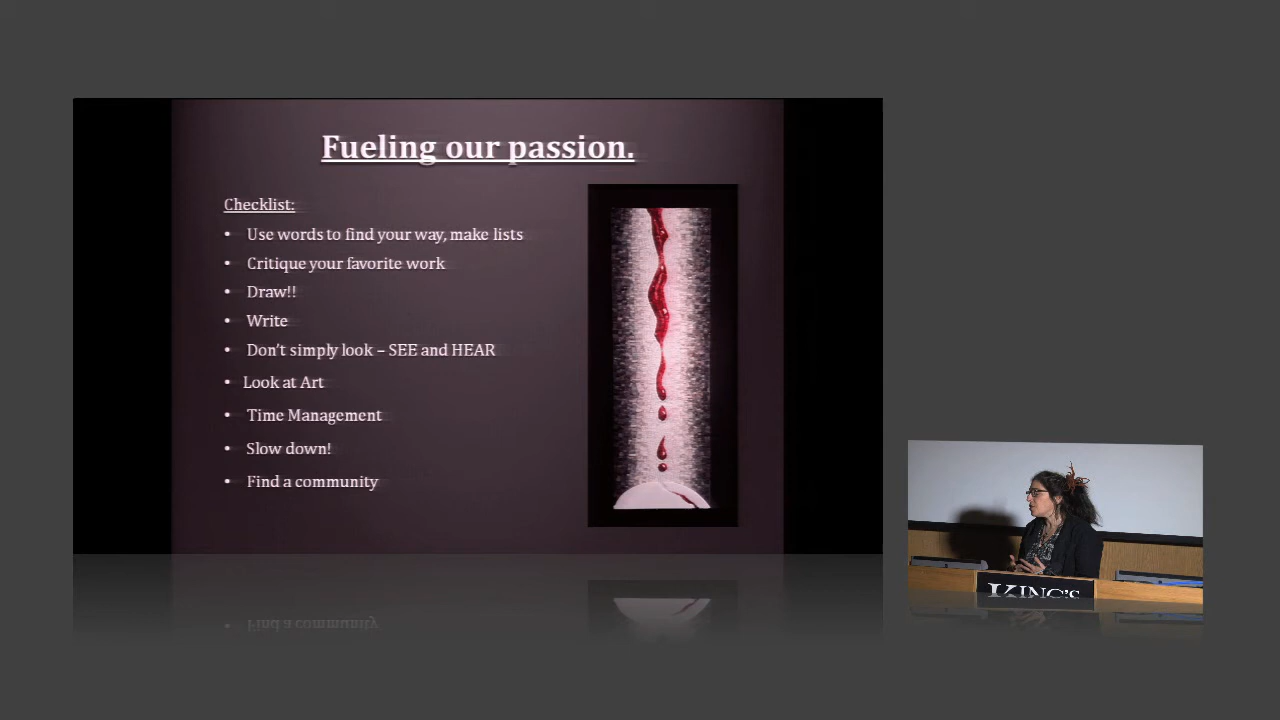 Fueling our passion.
Checklist:
• Use words to find your way, make lists
• Critique your favorite work
• Draw!!
• Write
• Don't simply look – SEE and HEAR
• Look at Art
• Time Management
• Slow down!
• Find a community
KING'S